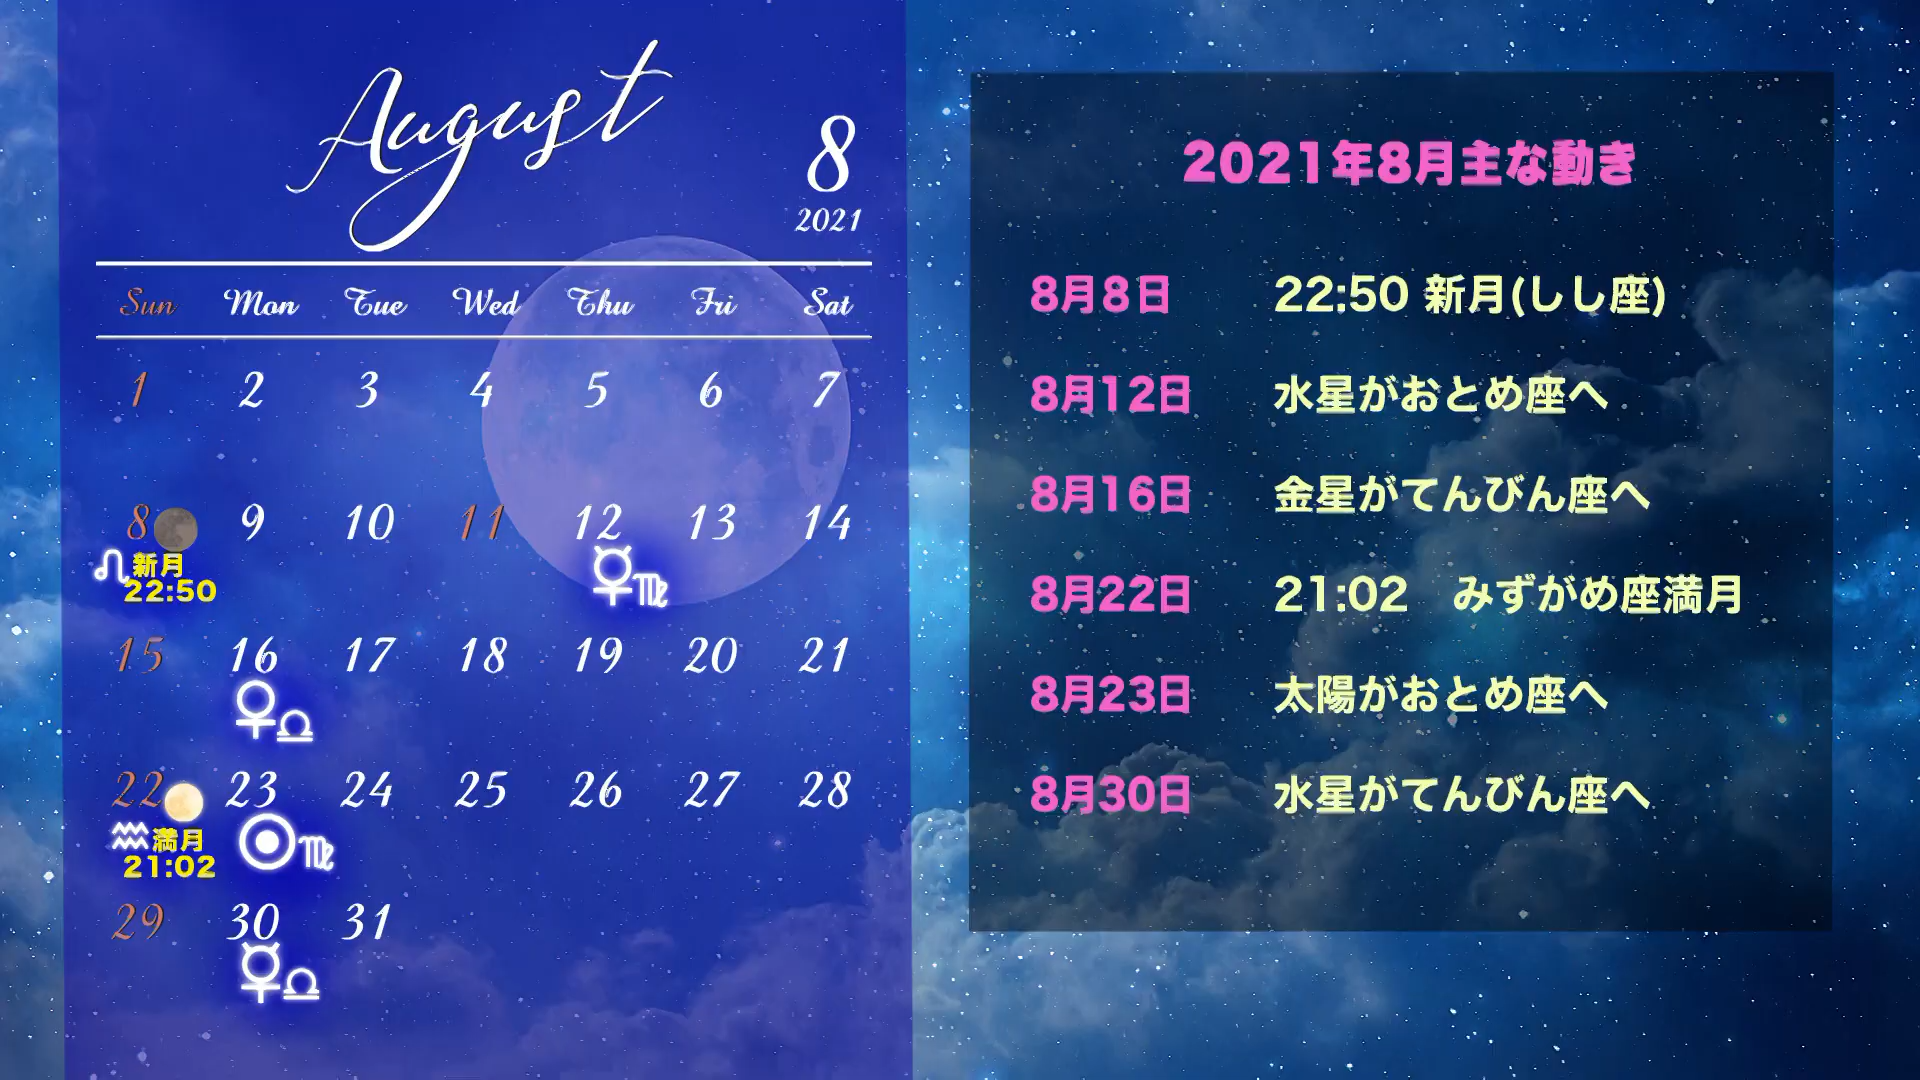 August
8
2021
Sun Mon Tue Wed Thu Fri Sat
1 2 3 4 5 6 7
8 9 10 11 12 13 14
♌新月
22:50
☿♍
15 16 17 18 19 20 21
♀♎
22 23 24 25 26 27 28
♒満月
21:02
☉♍
29 30 31
☿♎
2021年8月主な動き
8月8日 22:50 新月(しし座)
8月12日 水星がおとめ座へ
8月16日 金星がてんびん座へ
8月22日 21:02　みずがめ座満月
8月23日 太陽がおとめ座へ
8月30日 水星がてんびん座へ